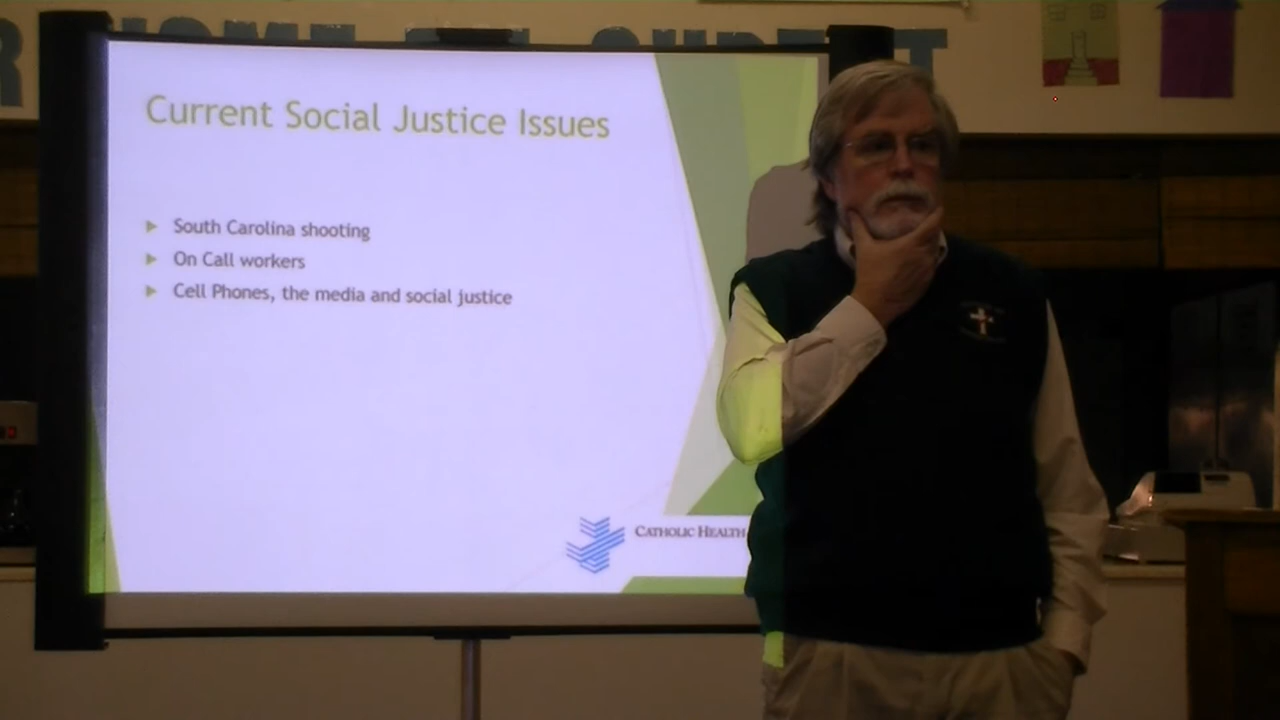 Current Social Justice Issues
South Carolina shooting
On Call workers
Cell Phones, the media and social justice
CATHOLIC HEALTH